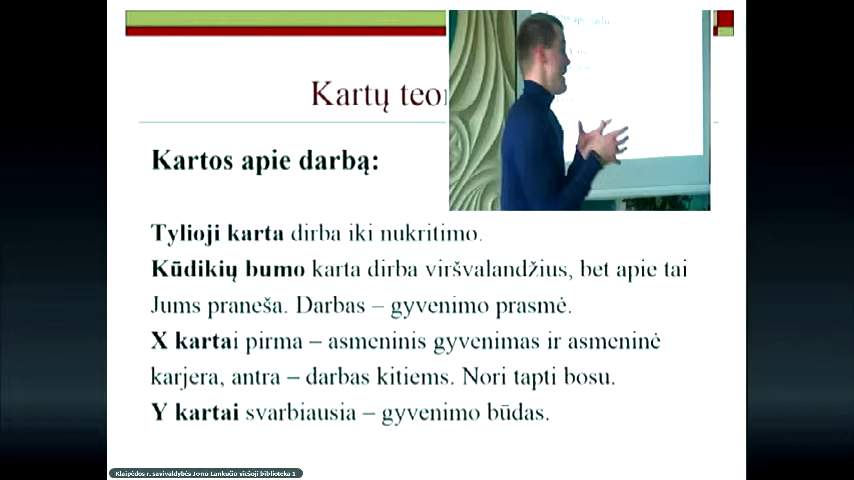 Kartų teor
Kartos apie darbą:
Tylioji karta dirba iki nukritimo.
Kūdikių bumo karta dirba viršvalandžius, bet apie tai
Jums praneša. Darbas – gyvenimo prasmė.
X kartai pirma – asmeninis gyvenimas ir asmeninė
karjera, antra – darbas kitiems. Nori tapti bosu.
Y kartai svarbiausia – gyvenimo būdas.
Klaipėdos r. savivaldybės Jono Lankučio viešoji biblioteka 1